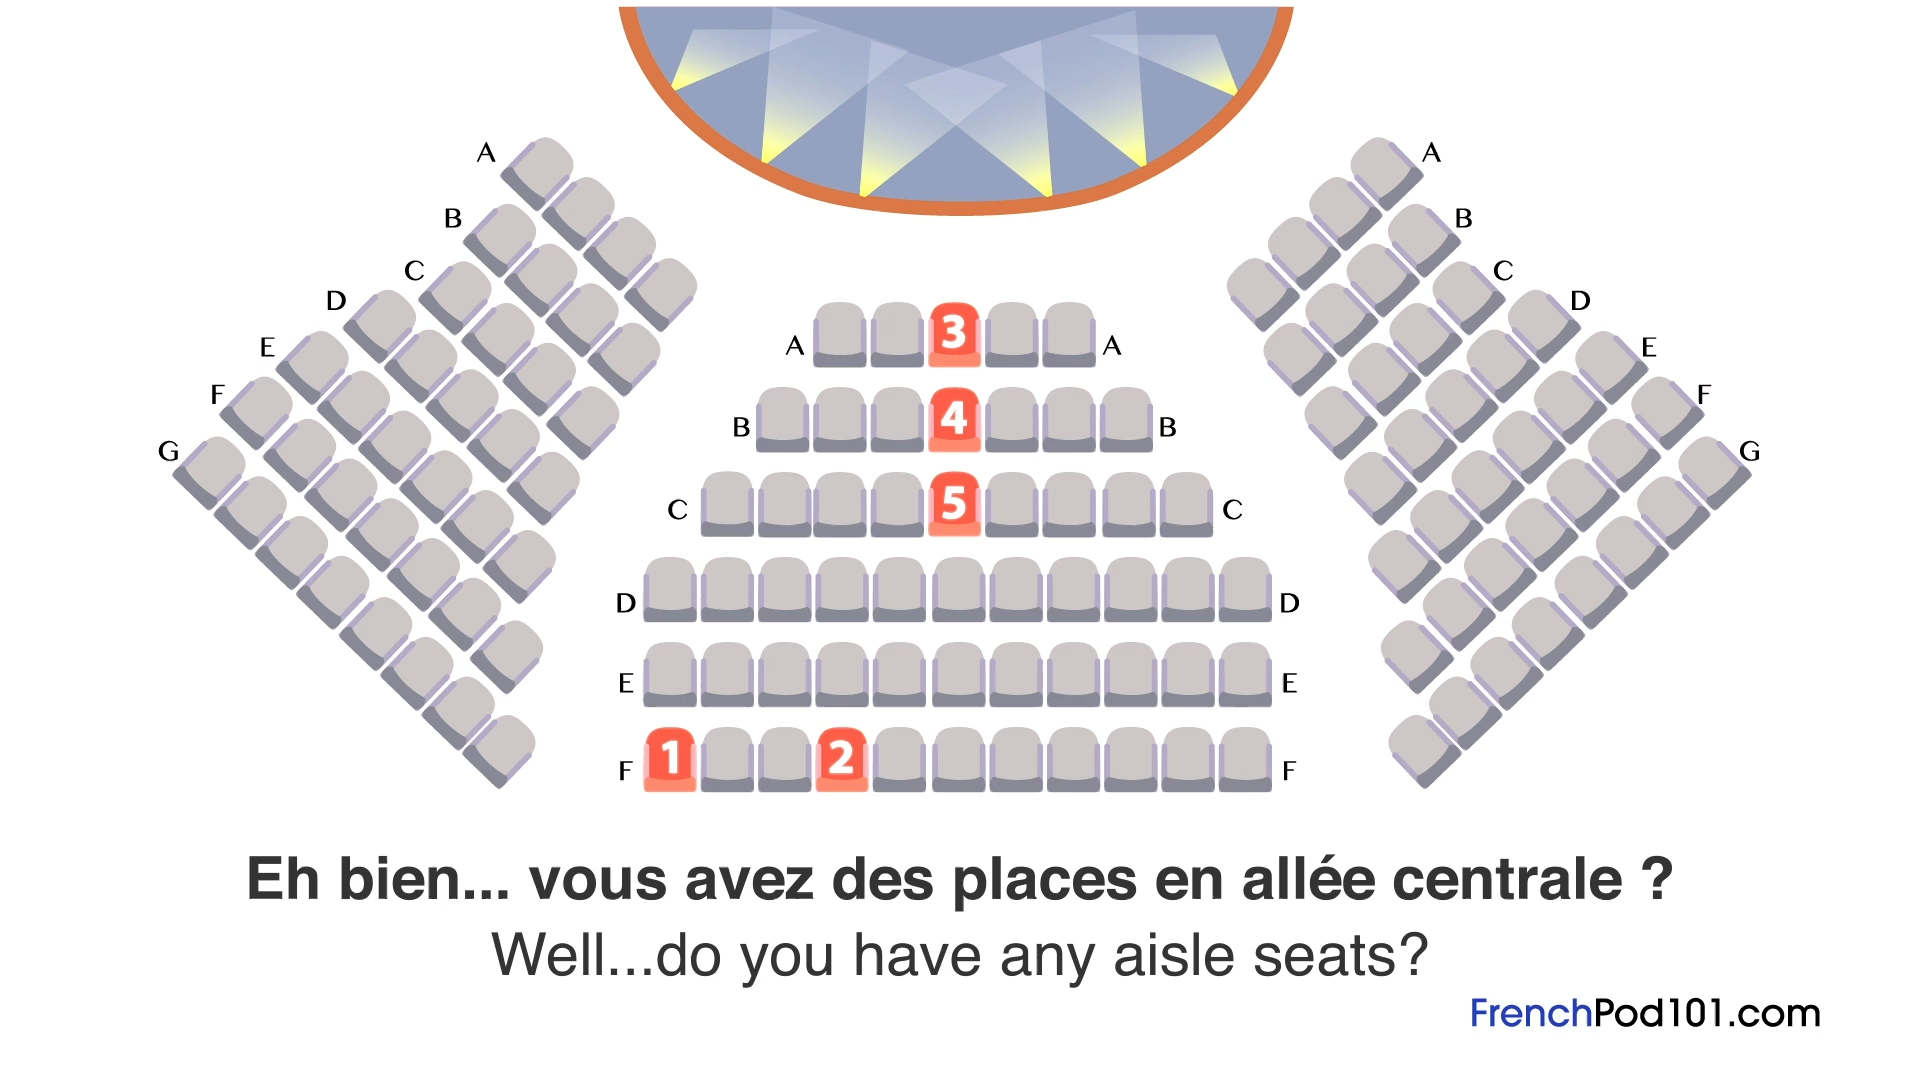 A A
B B
C C
D D
E E
F F
G G
A 3 A
B 4 B
C 5 C
D D
E E
F 1 2 F
Eh bien... vous avez des places en allée centrale ?
Well...do you have any aisle seats?
FrenchPod101.com